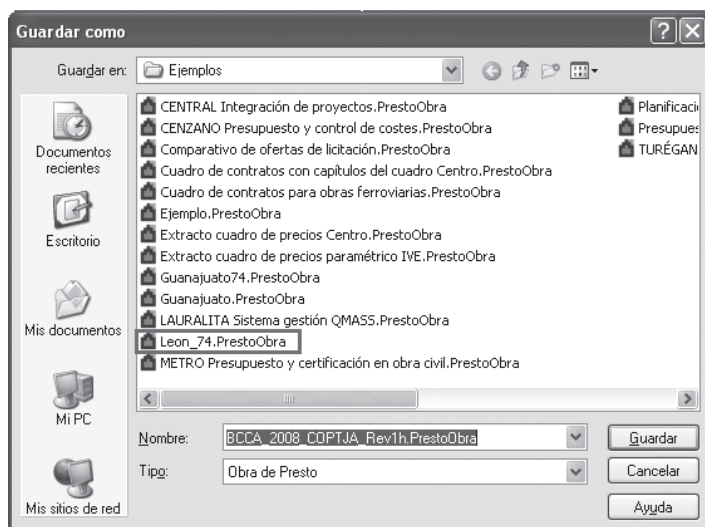 Guardar como
Guardar en:
Ejemplos
Documentos recientes
Escritorio
Mis documentos
Mi PC
Mis sitios de red
CENTRAL Integración de proyectos.PrestoObra
CENZANO Presupuesto y control de costes.PrestoObra
Comparativo de ofertas de licitación.PrestoObra
Cuadro de contratos con capítulos del cuadro Centro.PrestoObra
Cuadro de contratos para obras ferroviarias.PrestoObra
Ejemplo.PrestoObra
Extracto cuadro de precios Centro.PrestoObra
Extracto cuadro de precios paramétrico IVE.PrestoObra
Guanajuato74.PrestoObra
Guanajuato.PrestoObra
LAURALITA Sistema gestión QMASS.PrestoObra
Leon_74.PrestoObra
METRO Presupuesto y certificación en obra civil.PrestoObra
Planificaci
Presupues
TURÉGAN
Nombre:
BCCA_2008_COPTJA_Rev1h.PrestoObra
Guardar
Tipo:
Obra de Presto
Cancelar
Ayuda